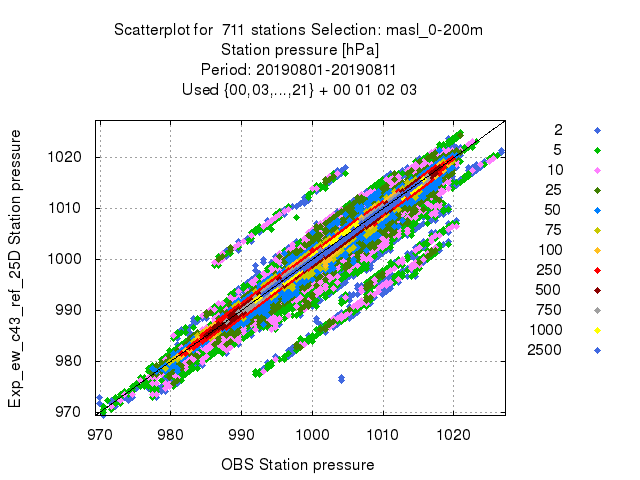 Scatterplot for 711 stations Selection: masl_0-200m
Station pressure [hPa]
Period: 20190801-20190811
Used {00,03,...,21} + 00 01 02 03
Exp_ew_c43_ref_25D Station pressure
1020
1010
1000
990
980
970
970 980 990 1000 1010 1020
OBS Station pressure
2
5
10
25
50
75
100
250
500
750
1000
2500